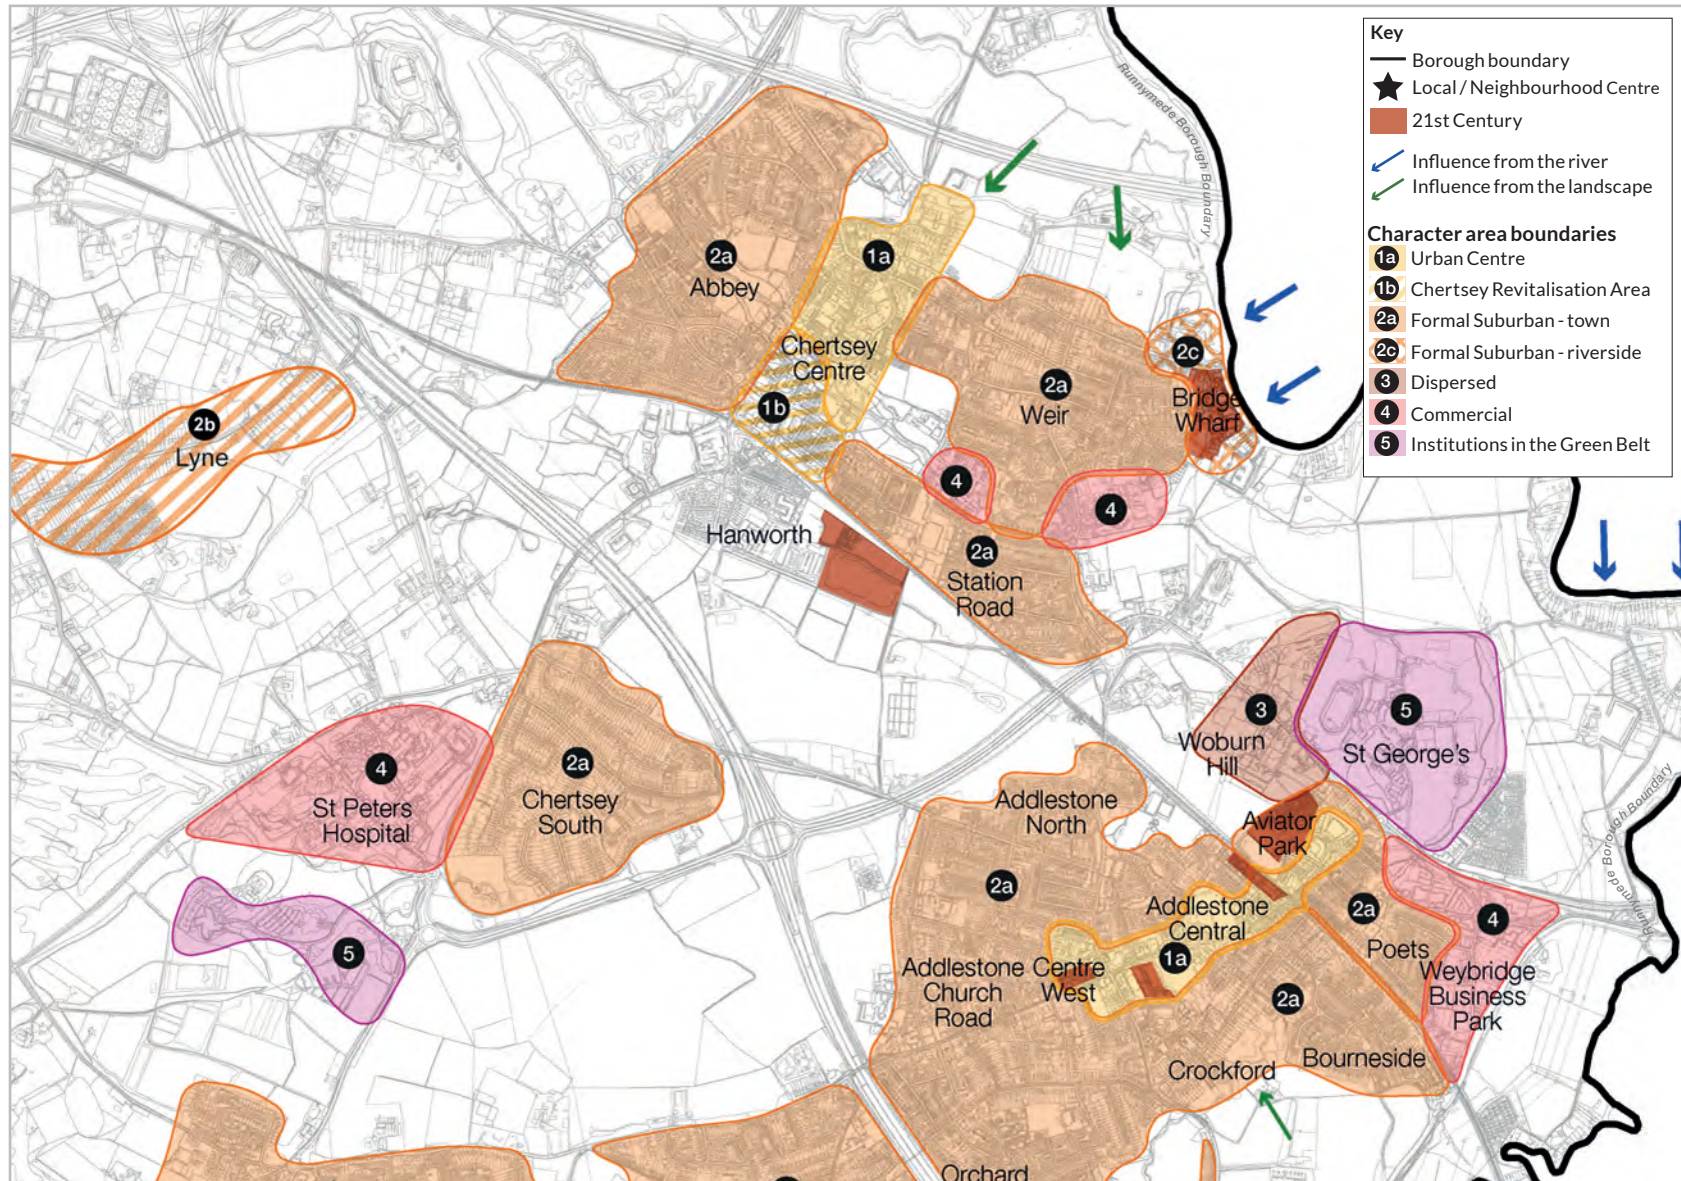 Key
Borough boundary
Local / Neighbourhood Centre
21st Century
Influence from the river
Influence from the landscape
Character area boundaries
1a Urban Centre
1b Chertsey Revitalisation Area
2a Formal Suburban - town
2c Formal Suburban - riverside
3 Dispersed
4 Commercial
5 Institutions in the Green Belt
Runnymede Borough Boundary
2a
Abbey
1a
Chertsey
Centre
1b
2a
Weir
2c
Bridge
Wharf
2b
Lyne
4
4
Hanworth
2a
Station
Road
3
Woburn
Hill
5
St George's
4
St Peters
Hospital
2a
Chertsey
South
Addlestone
North
Aviator
Park
2a
Addlestone
Central
2a
Poets
4
Weybridge
Business
Park
Runnymede Borough Boundary
5
Addlestone
Church
Road
Centre
West
1a
2a
Crockford
Bourneside
Orchard